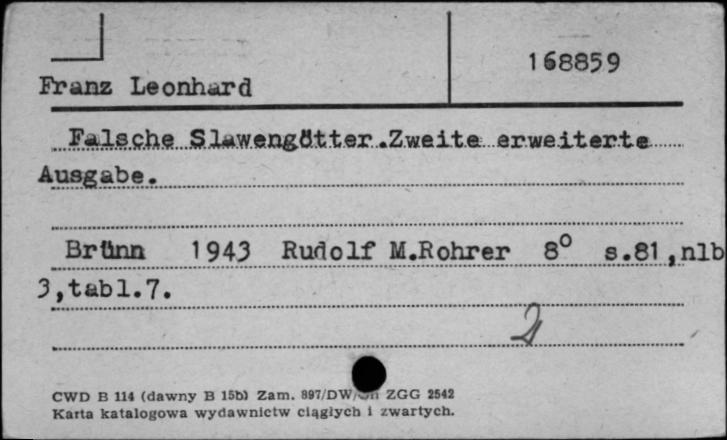 168859
Franz Leonhard
Falsche Slawengötter.Zweite erweiterte
Ausgabe.
Brünn 1943 Rudolf M.Rohrer 8° s.81,nlb
3,tabl.7.
2
CWD B 114 (dawny B 15b) Zam. 897/DW/ ZGG 2542
Karta katalogowa wydawnictw ciągłych i zwartych.